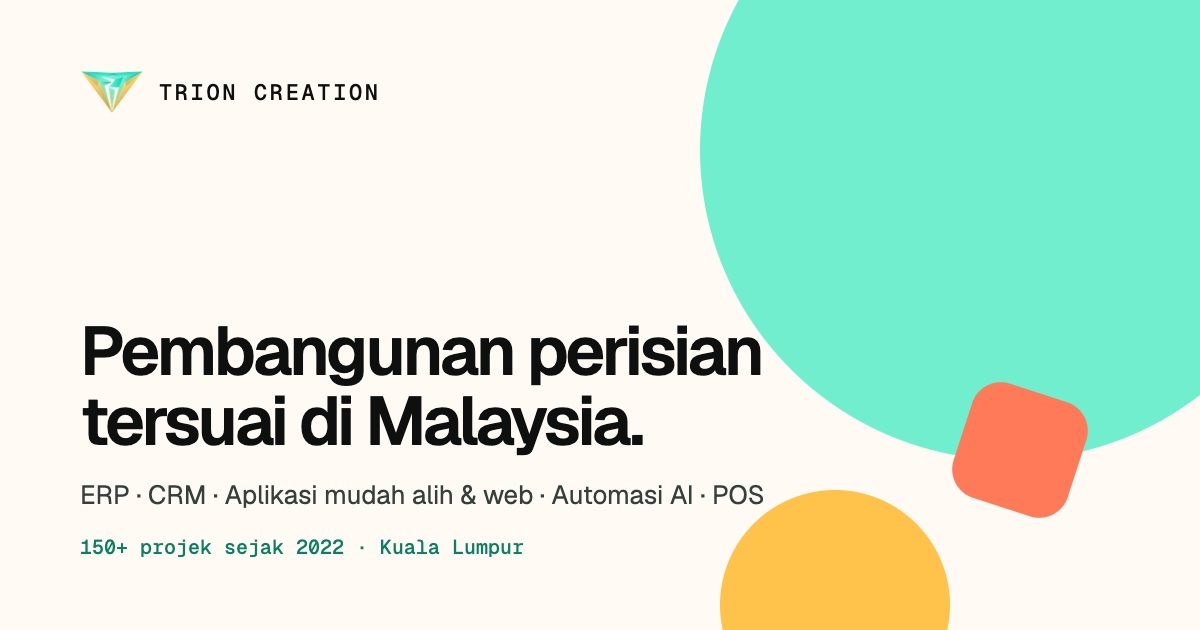 TRION CREATION
Pembangunan perisian
tersuai di Malaysia.
ERP · CRM · Aplikasi mudah alih & web · Automasi AI · POS
150+ projek sejak 2022 · Kuala Lumpur